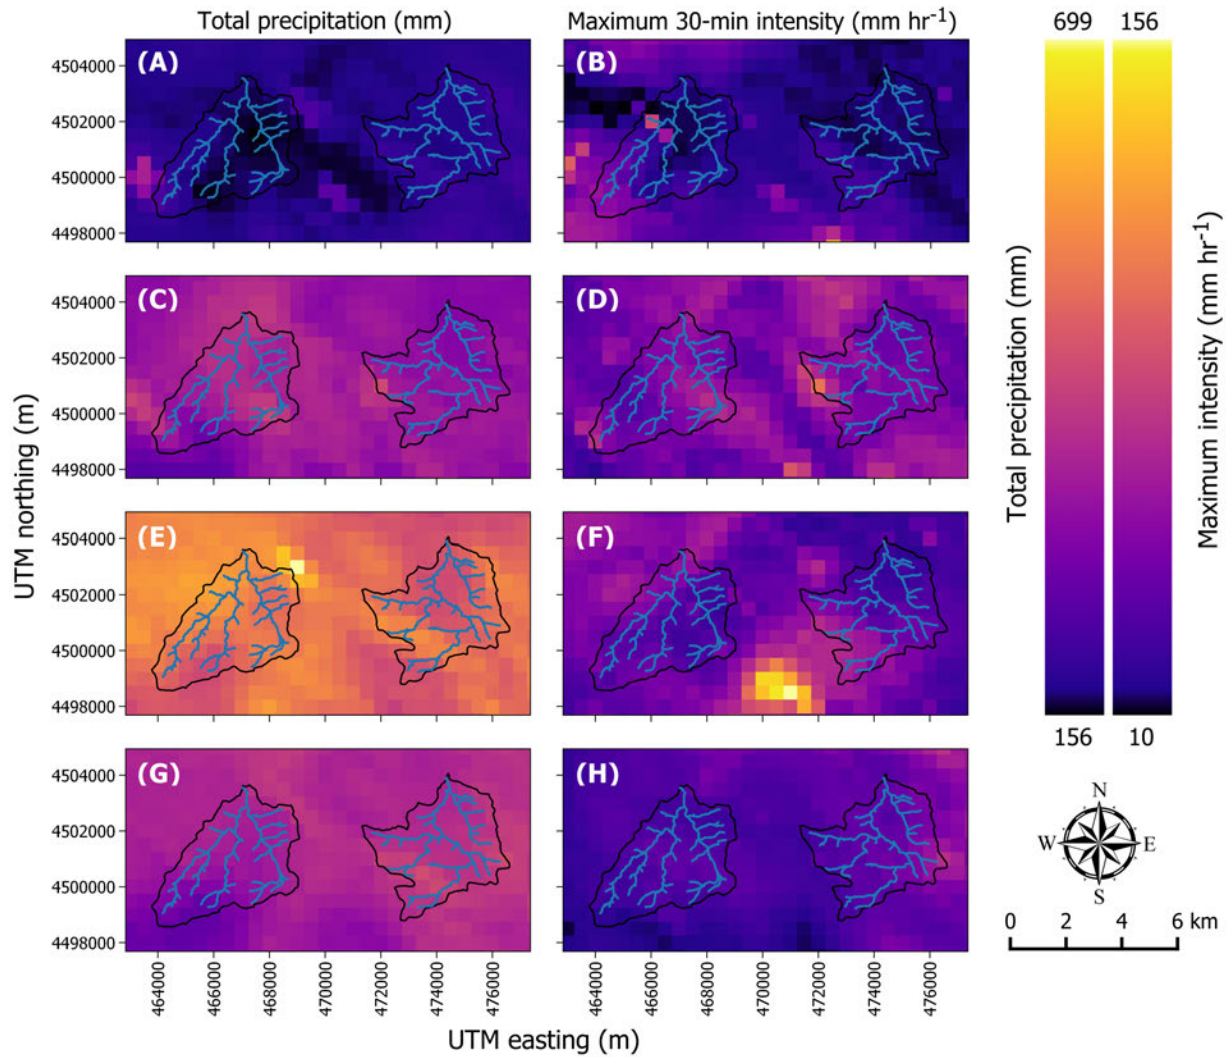 Total precipitation (mm)
Maximum 30-min intensity (mm hr-1)
699
156
(A)
(B)
4504000
4502000
4500000
4498000
(C)
(D)
4504000
4502000
4500000
4498000
(E)
(F)
4504000
4502000
4500000
4498000
(G)
(H)
4504000
4502000
4500000
4498000
UTM northing (m)
464000
466000
468000
470000
472000
474000
476000
464000
466000
468000
470000
472000
474000
476000
UTM easting (m)
Total precipitation (mm)
Maximum intensity (mm hr-1)
156
10
N
W
E
S
0
2
4
6 km